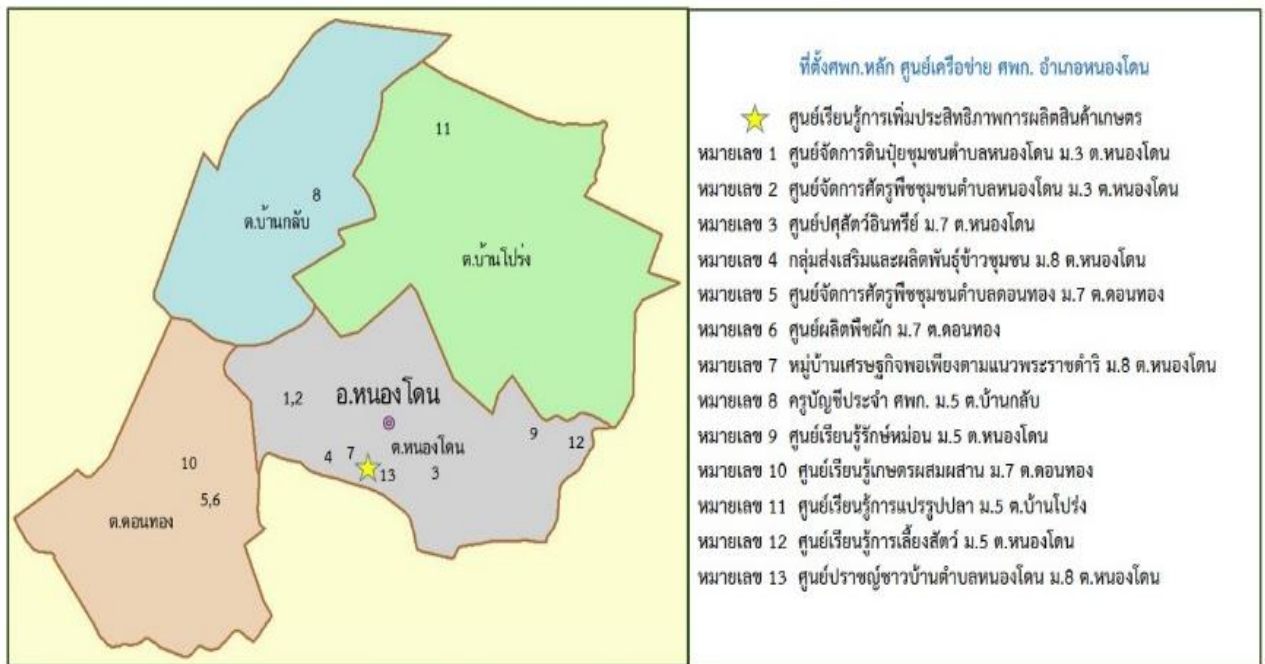 11
8
ต.บ้านกลับ
ต.บ้านโปร่ง
1,2
อ.หนองโดน
9
12
ต.หนองโดน
4
7
13
3
10
5,6
ต.ดอนทอง
ที่ตั้งศพก.หลัก ศูนย์เครือข่าย ศพก. อำเภอหนองโดน
ศูนย์เรียนรู้การเพิ่มประสิทธิภาพการผลิตสินค้าเกษตร
หมายเลข 1 ศูนย์จัดการดินปุ๋ยชุมชนตำบลหนองโดน ม.3 ต.หนองโดน
หมายเลข 2 ศูนย์จัดการศัตรูพืชชุมชนตำบลหนองโดน ม.3 ต.หนองโดน
หมายเลข 3 ศูนย์ปศุสัตว์อินทรีย์ ม.7 ต.หนองโดน
หมายเลข 4 กลุ่มส่งเสริมและผลิตพันธุ์ข้าวชุมชน ม.8 ต.หนองโดน
หมายเลข 5 ศูนย์จัดการศัตรูพืชชุมชนตำบลดอนทอง ม.7 ต.ดอนทอง
หมายเลข 6 ศูนย์ผลิตพืชผัก ม.7 ต.ดอนทอง
หมายเลข 7 หมู่บ้านเศรษฐกิจพอเพียงตามแนวพระราชดำริ ม.8 ต.หนองโดน
หมายเลข 8 ครูบัญชีประจำ ศพก. ม.5 ต.บ้านกลับ
หมายเลข 9 ศูนย์เรียนรู้รักษ์หม่อน ม.5 ต.หนองโดน
หมายเลข 10 ศูนย์เรียนรู้เกษตรผสมผสาน ม.7 ต.ดอนทอง
หมายเลข 11 ศูนย์เรียนรู้การแปรรูปปลา ม.5 ต.บ้านโปร่ง
หมายเลข 12 ศูนย์เรียนรู้การเลี้ยงสัตว์ ม.5 ต.หนองโดน
หมายเลข 13 ศูนย์ปราชญ์ชาวบ้านตำบลหนองโดน ม.8 ต.หนองโดน